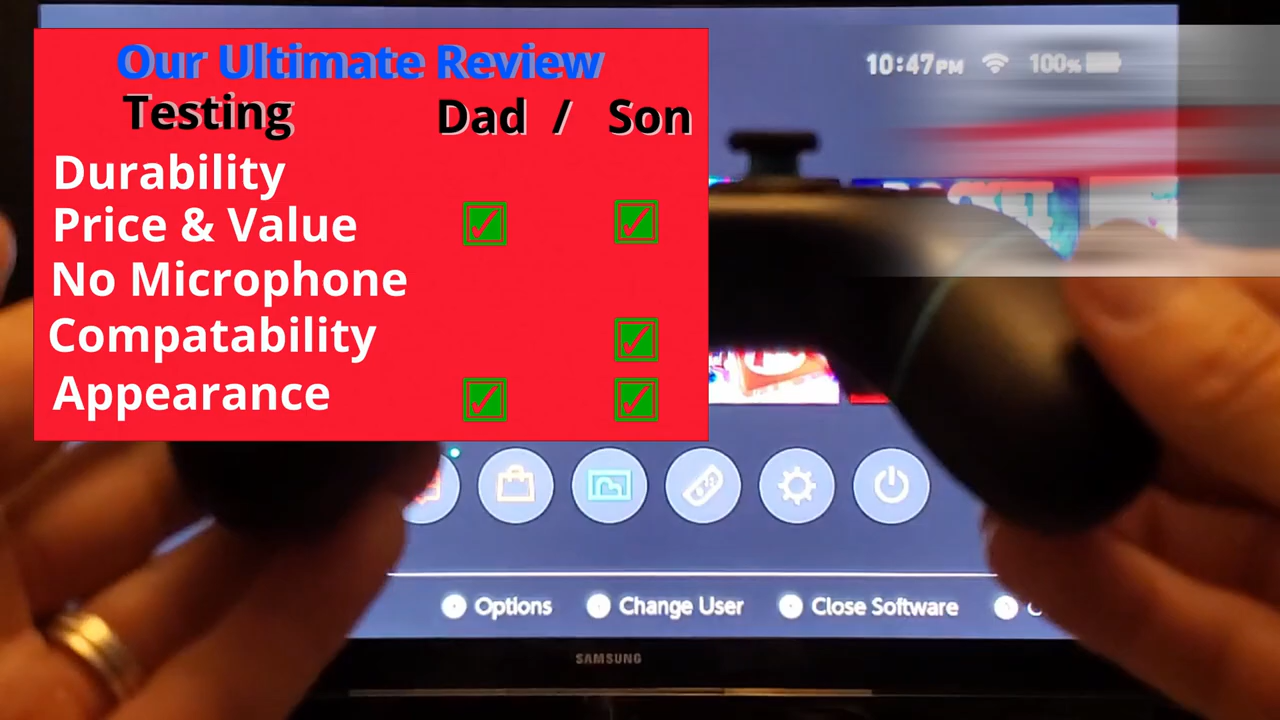 Our Ultimate Review
Testing Dad / Son
Durability
Price & Value ✓ ✓
No Microphone
Compatability ✓
Appearance ✓ ✓
10:47PM 100%
Options Change User Close Software
SAMSUNG